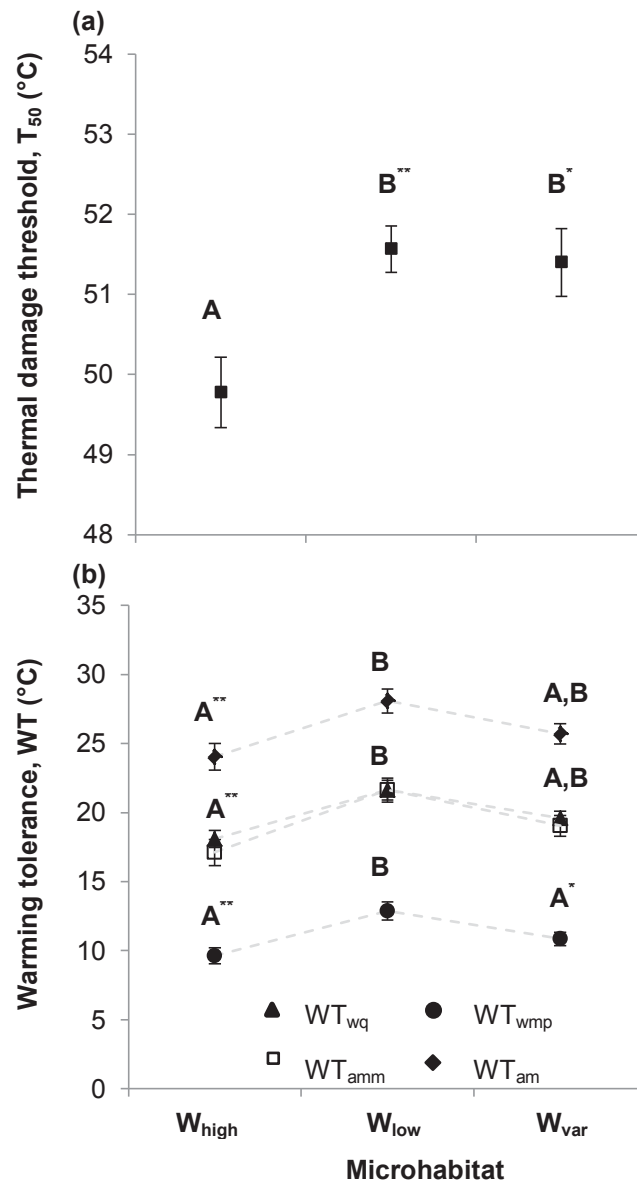 (a)
Thermal damage threshold, T50 (°C)
54
53
52
51
50
49
48
A
B**
B*
(b)
Warming tolerance, WT (°C)
35
30
25
20
15
10
5
0
A**
B
A,B
A**
B
A,B
A**
B
A*
WTwq
WTwmp
WTamm
WTam
Whigh
Wlow
Wvar
Microhabitat